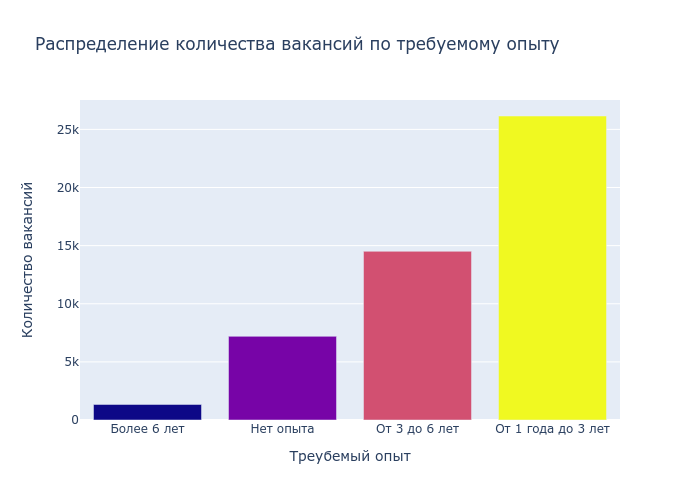 Распределение количества вакансий по требуемому опыту
Количество вакансий
25k
20k
15k
10k
5k
0
Более 6 лет
Нет опыта
От 3 до 6 лет
От 1 года до 3 лет
Треубемый опыт